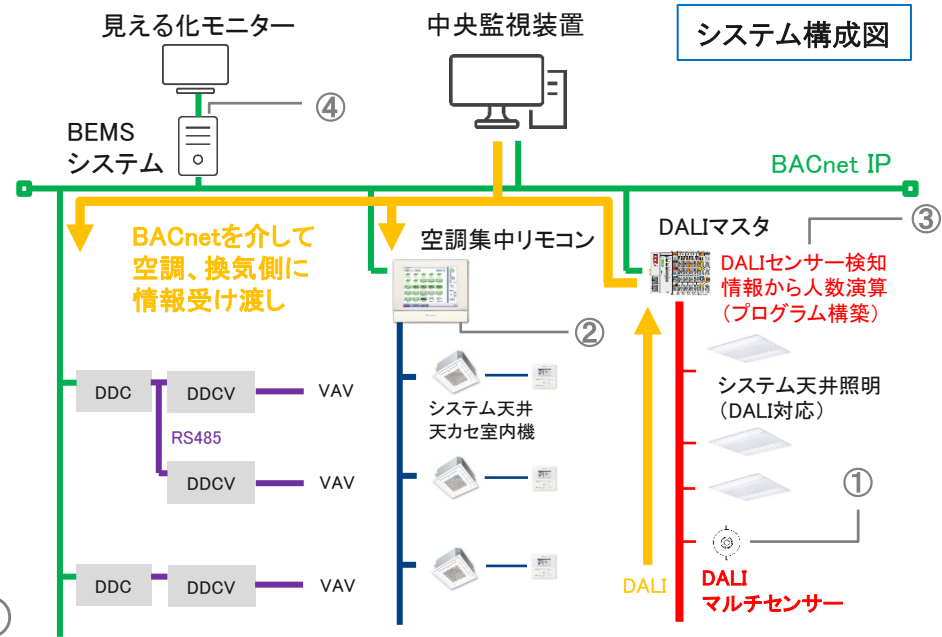 システム構成図
見える化モニター
中央監視装置
④
BEMS
システム
BACnet IP
③
BACnetを介して
空調、換気側に
情報受け渡し
空調集中リモコン
DALIマスタ
DALIセンサー検知
情報から人数演算
（プログラム構築）
②
DDC
DDCV
VAV
RS485
DDCV
VAV
システム天井
天カセ室内機
システム天井照明
（DALI対応）
①
DDC
DDCV
VAV
DALI
DALI
マルチセンサー